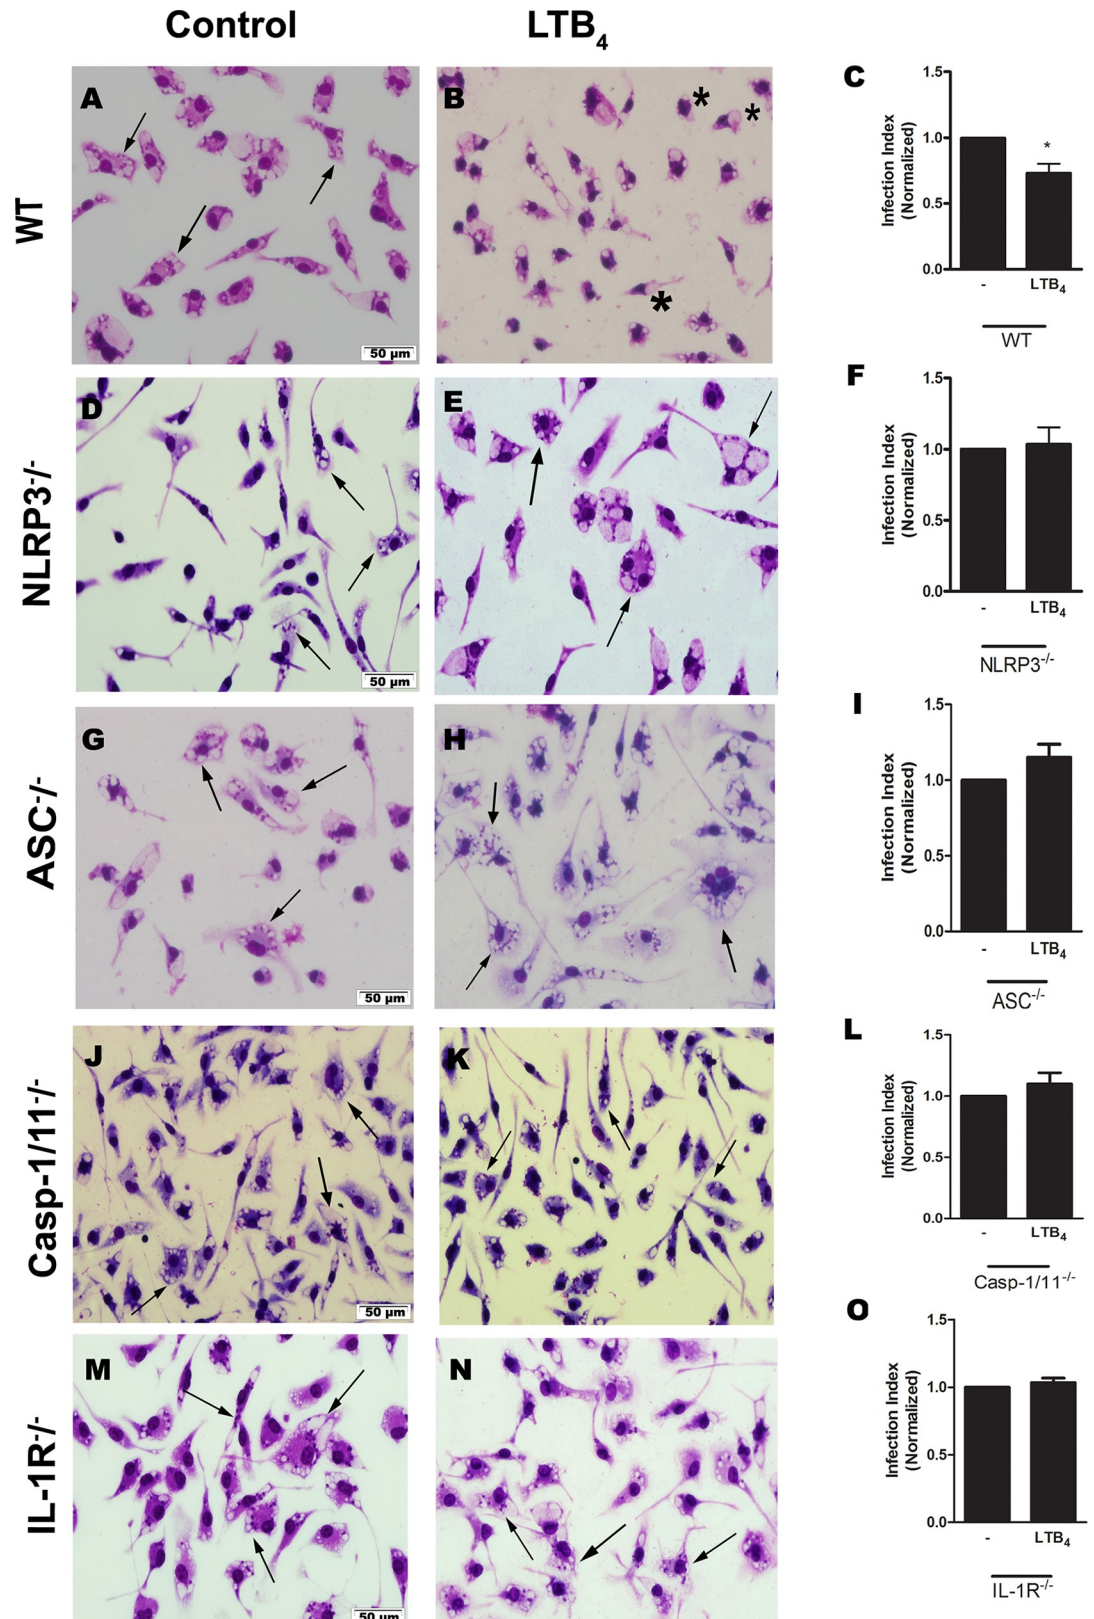 Control
LTB4
WT
A
50 µm
B
*
*
*
C
Infection Index
(Normalized)
1.5
1.0
0.5
0.0
*
-
LTB4
WT
NLRP3-/-
D
50 µm
E
F
Infection Index
(Normalized)
1.5
1.0
0.5
0.0
-
LTB4
NLRP3-/-
ASC-/-
G
50 µm
H
I
Infection Index
(Normalized)
1.5
1.0
0.5
0.0
-
LTB4
ASC-/-
Casp-1/11-/-
J
50 µm
K
L
Infection Index
(Normalized)
1.5
1.0
0.5
0.0
-
LTB4
Casp-1/11-/-
IL-1R-/-
M
50 µm
N
O
Infection Index
(Normalized)
1.5
1.0
0.5
0.0
-
LTB4
IL-1R-/-